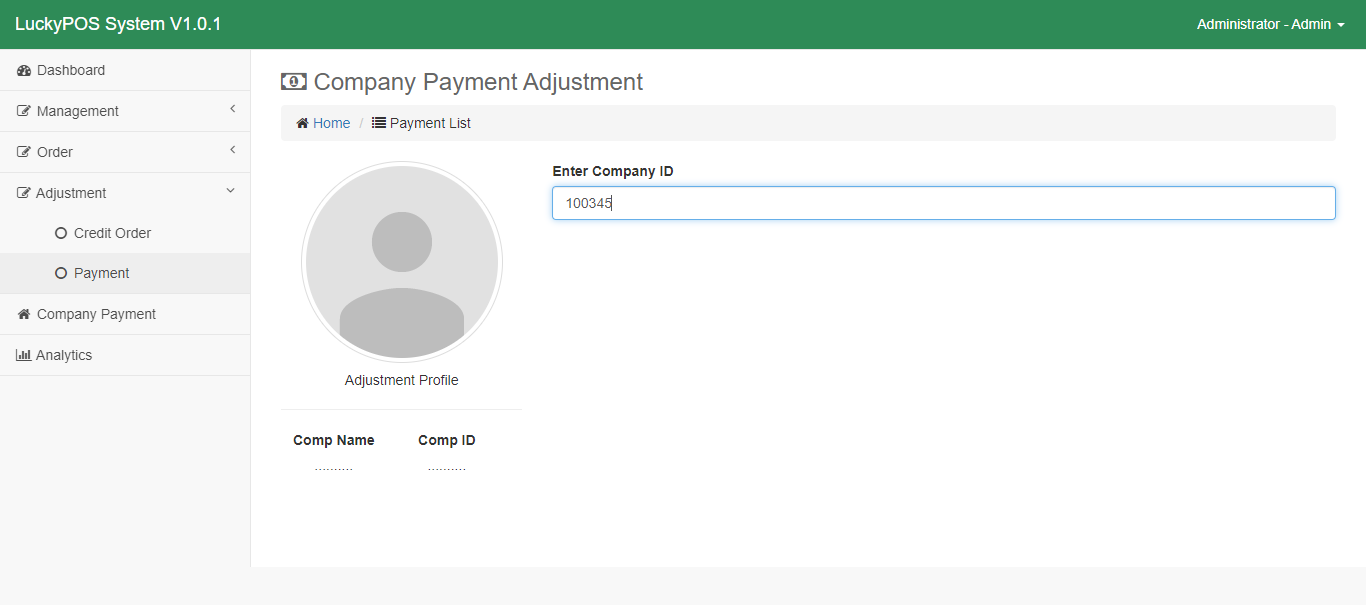 LuckyPOS System V1.0.1
Administrator - Admin
Dashboard
Management
Order
Adjustment
Credit Order
Payment
Company Payment
Analytics
Company Payment Adjustment
Home / Payment List
Adjustment Profile
Comp Name Comp ID
.......... ..........
Enter Company ID
100345